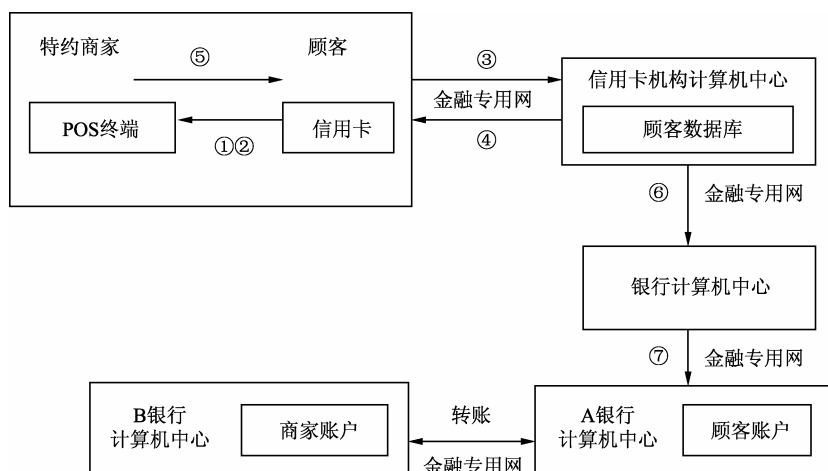 特约商家
⑤
顾客
POS终端
①②
信用卡
③
金融专用网
④
信用卡机构计算机中心
顾客数据库
⑥
金融专用网
银行计算机中心
⑦
金融专用网
B银行
计算机中心
商家账户
转账
金融专用网
A银行
计算机中心
顾客账户